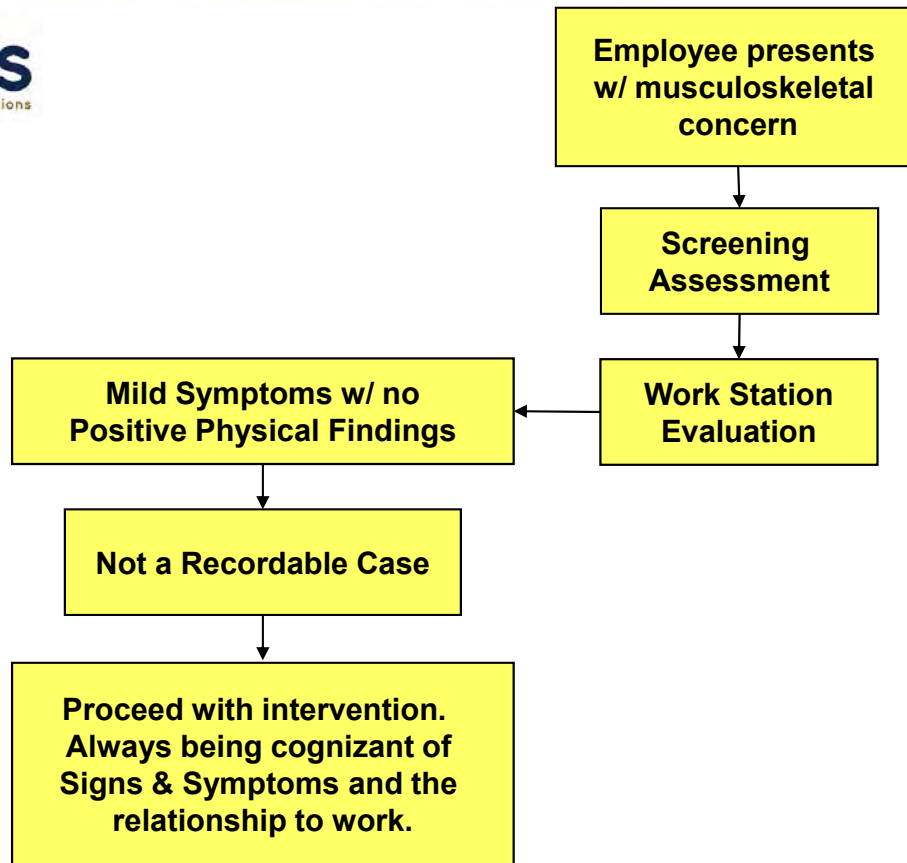 S
ions
Employee presents
w/ musculoskeletal
concern
Screening
Assessment
Work Station
Evaluation
Mild Symptoms w/ no
Positive Physical Findings
Not a Recordable Case
Proceed with intervention.
Always being cognizant of
Signs & Symptoms and the
relationship to work.